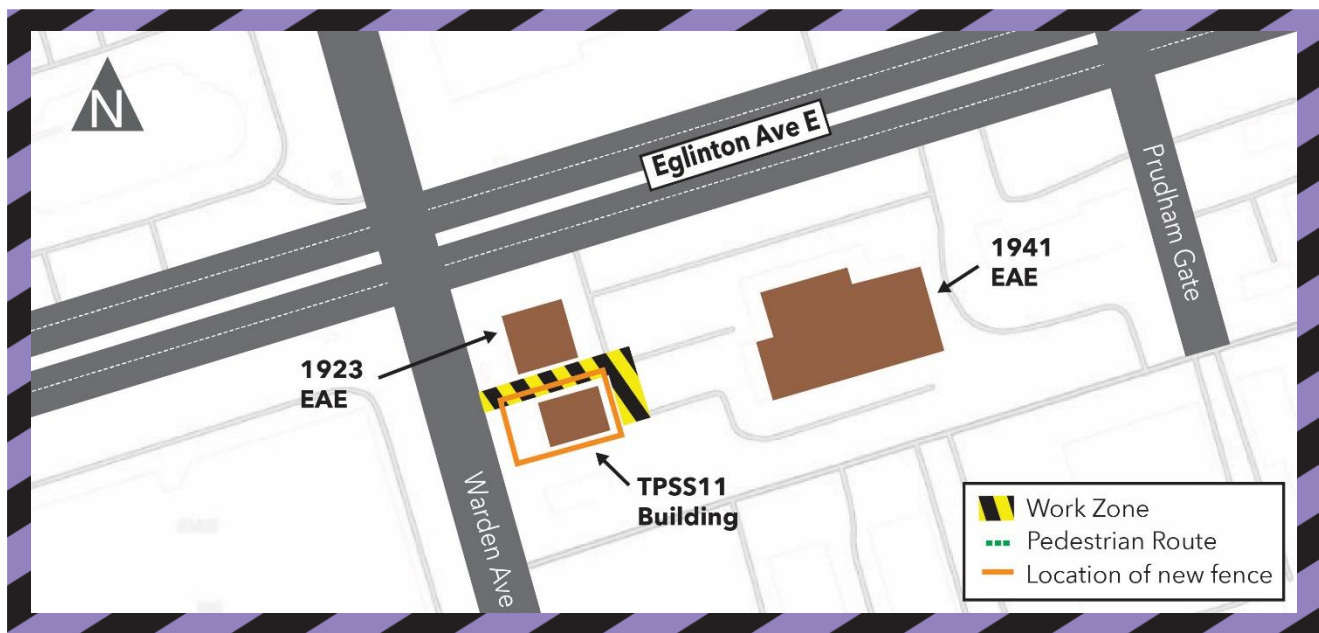 N
Eglinton Ave E
Prudham Gate
1941
EAE
1923
EAE
TPSS11
Building
Warden Ave
Work Zone
Pedestrian Route
Location of new fence